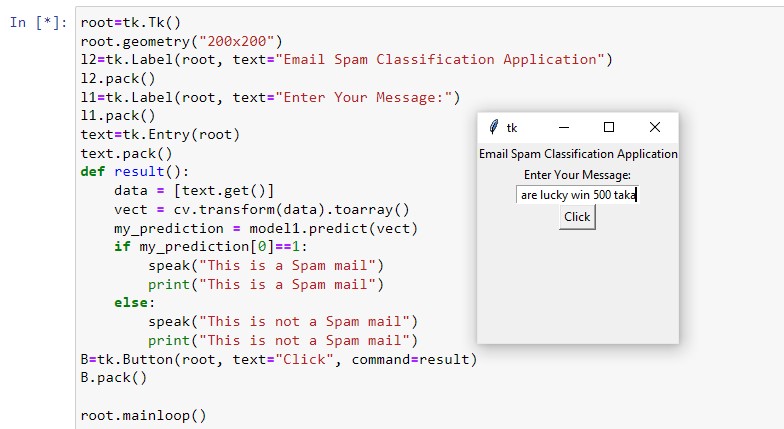 In [*]:
root=tk.Tk()
root.geometry("200x200")
l2=tk.Label(root, text="Email Spam Classification Application")
l2.pack()
l1=tk.Label(root, text="Enter Your Message:")
l1.pack()
text=tk.Entry(root)
text.pack()
def result():
    data = [text.get()]
    vect = cv.transform(data).toarray()
    my_prediction = model1.predict(vect)
    if my_prediction[0]==1:
        speak("This is a Spam mail")
        print("This is a Spam mail")
    else:
        speak("This is not a Spam mail")
        print("This is not a Spam mail")
B=tk.Button(root, text="Click", command=result)
B.pack()
root.mainloop()
tk
Email Spam Classification Application
Enter Your Message:
are lucky win 500 taka
Click